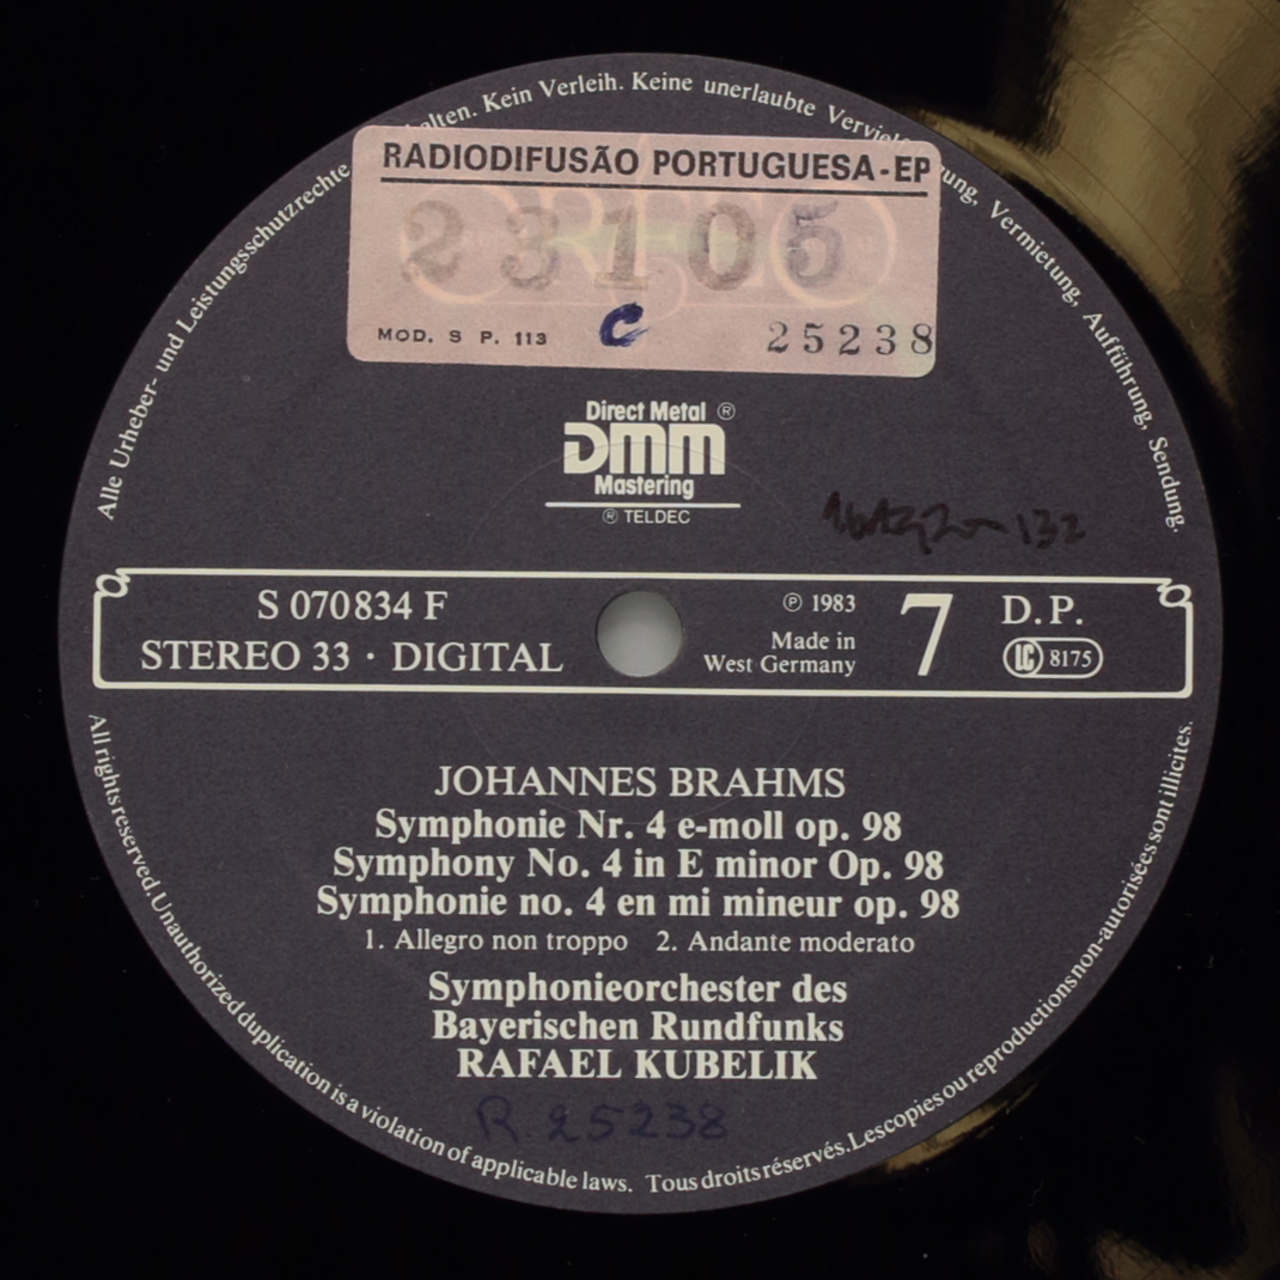 Alle Urheber- und Leistungsschutzrechte
alten. Kein Verleih. Keine unerlaubte
Vermietung, Aufführung, Sendung.
RADIODIFUSÃO PORTUGUESA-EP
23105
MOD. S P. 113 C 25238
Direct Metal ®
DMM
Mastering
® TELDEC
132
S 070834 F
STEREO 33 · DIGITAL
℗ 1983
Made in
West Germany
7
D.P.
LC 8175
JOHANNES BRAHMS
Symphonie Nr. 4 e-moll op. 98
Symphony No. 4 in E minor Op. 98
Symphonie no. 4 en mi mineur op. 98
1. Allegro non troppo 2. Andante moderato
Symphonieorchester des
Bayerischen Rundfunks
RAFAEL KUBELIK
R 25238
All rights reserved. Unauthorized duplication is a violation of applicable laws. Tous droits réservés. Les copies ou reproductions non-autorisées sont illicites.